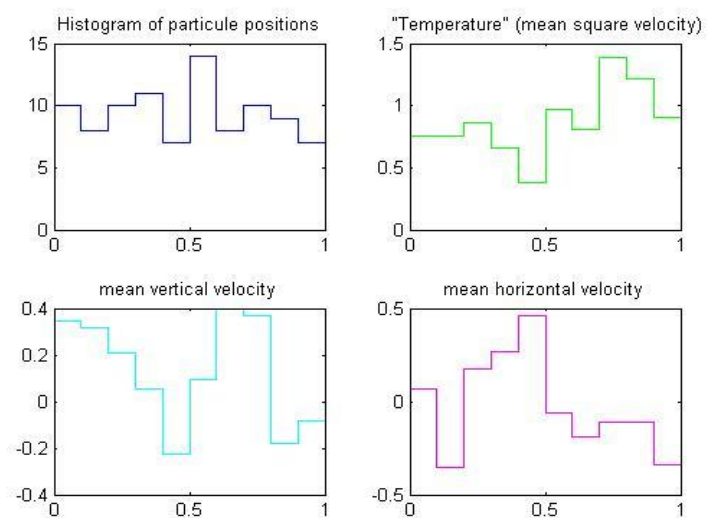 Histogram of particule positions
15
10
5
0
0 0.5 1
"Temperature" (mean square velocity)
1.5
1
0.5
0
0 0.5 1
mean vertical velocity
0.4
0.2
0
-0.2
-0.4
0 0.5 1
mean horizontal velocity
0.5
0
-0.5
0 0.5 1